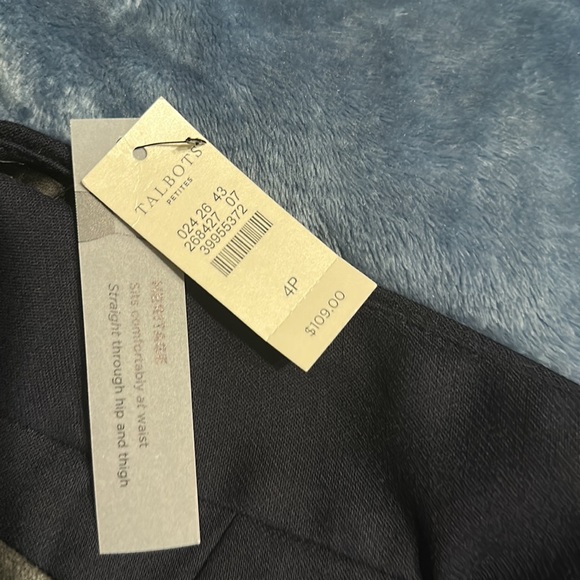 TALBOTS
PETITES
024 26 43
268427 07
39955372
4P
$109.00
Sits comfortably at waist
Straight through hip and thigh